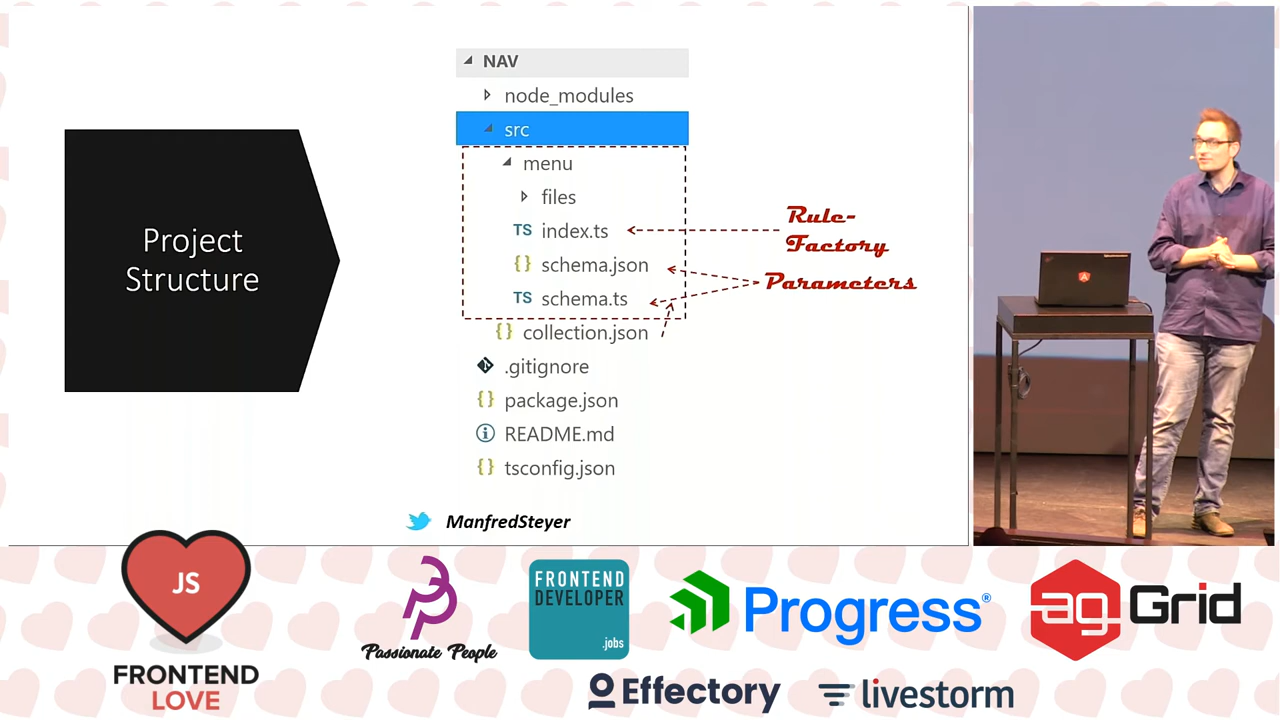 Project
Structure
NAV
node_modules
src
menu
files
TS index.ts
{} schema.json
TS schema.ts
{} collection.json
.gitignore
{} package.json
README.md
{} tsconfig.json
Rule-
Factory
Parameters
ManfredSteyer
JS
FRONTEND
LOVE
Passionate People
FRONTEND
DEVELOPER
.jobs
Progress®
ag Grid
Effectory
livestorm